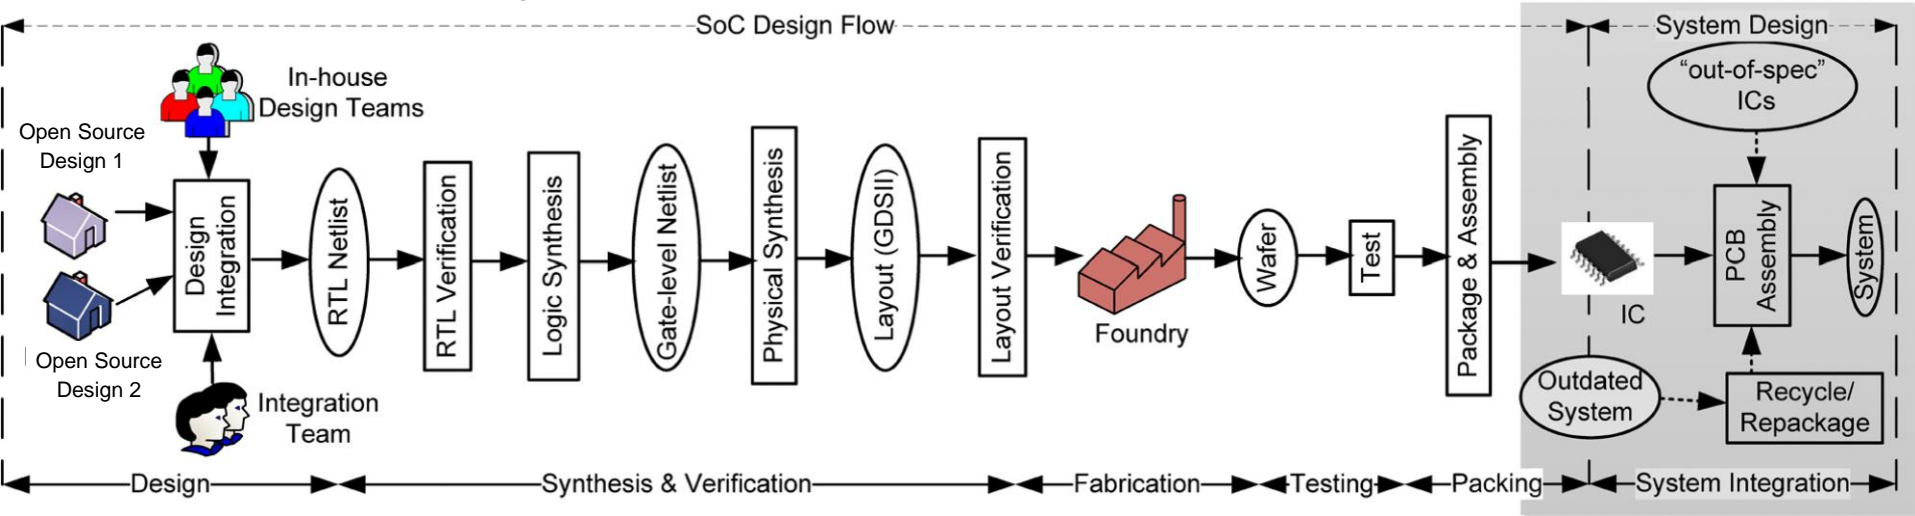 SoC Design Flow
System Design
In-house
Design Teams
Open Source
Design 1
Open Source
Design 2
Integration
Team
Design
Integration
RTL Netlist
RTL Verification
Logic Synthesis
Gate-level Netlist
Physical Synthesis
Layout (GDSII)
Layout Verification
Foundry
Wafer
Test
Package & Assembly
IC
"out-of-spec"
ICs
PCB
Assembly
System
Outdated
System
Recycle/
Repackage
Design
Synthesis & Verification
Fabrication
Testing
Packing
System Integration